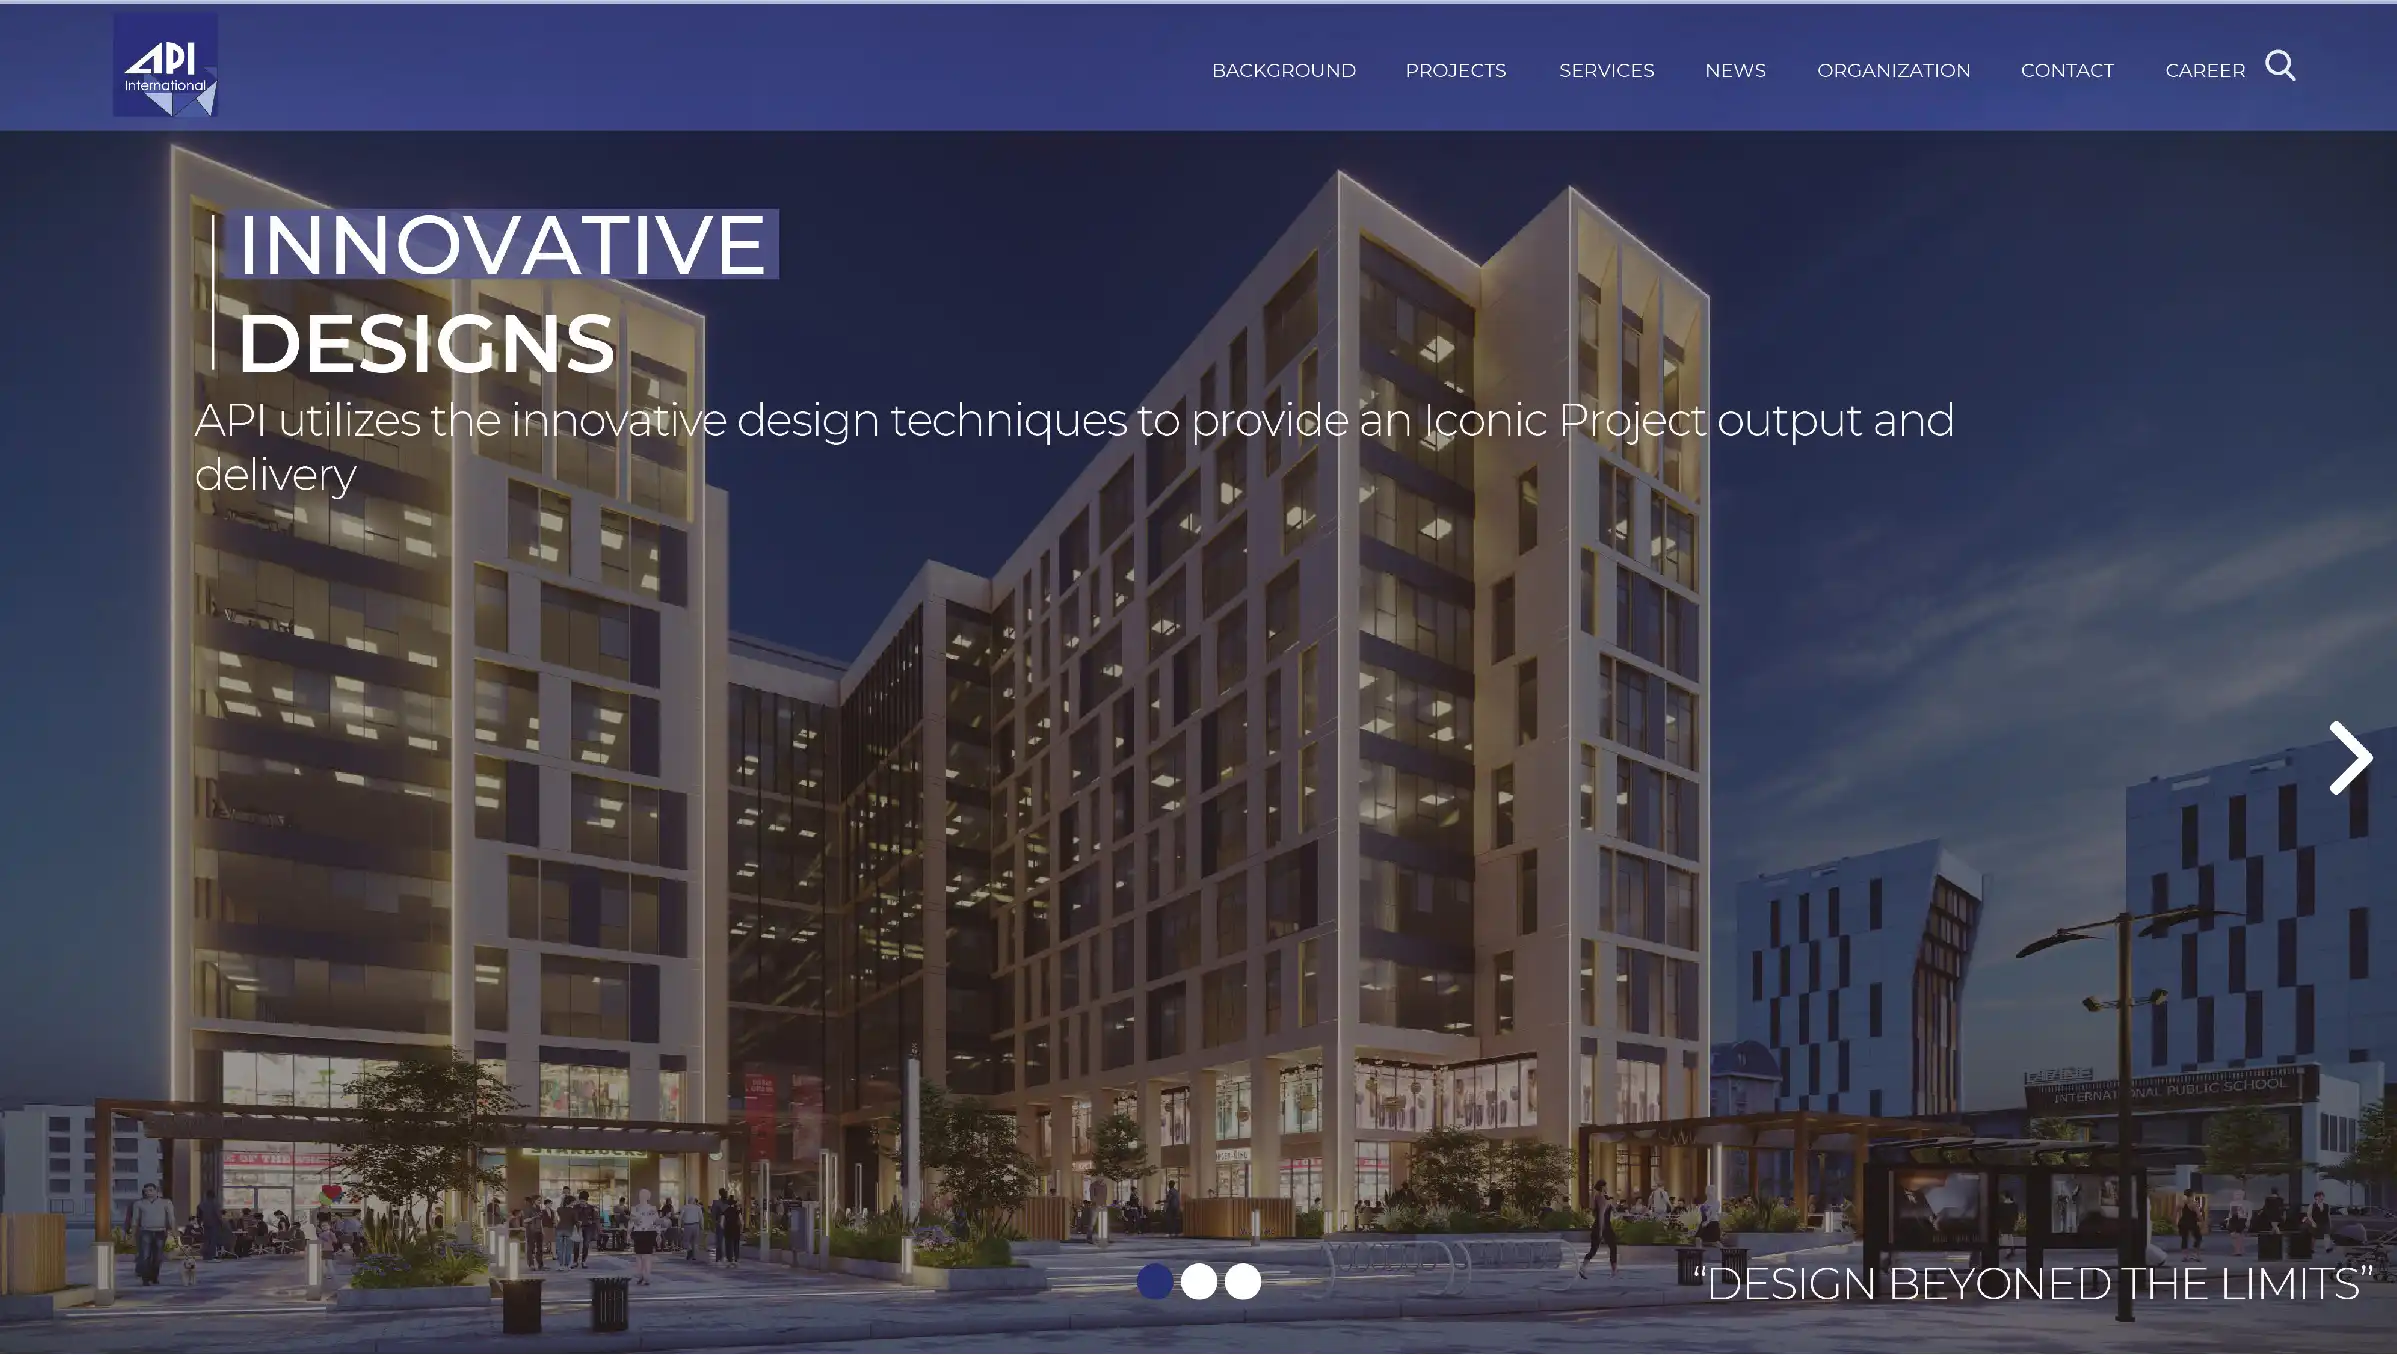 API
International
BACKGROUND PROJECTS SERVICES NEWS ORGANIZATION CONTACT CAREER
INNOVATIVE
DESIGNS
API utilizes the innovative design techniques to provide an Iconic Project output and
delivery
INTERNATIONAL PUBLIC SCHOOL
STARBUCKS
“DESIGN BEYONED THE LIMITS”